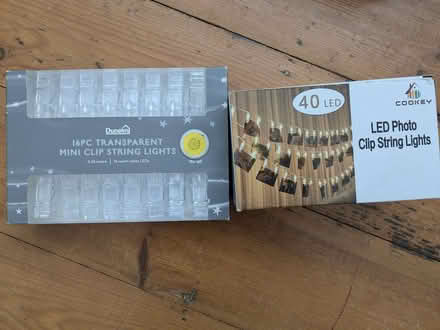 Dunelm
16PC TRANSPARENT
MINI CLIP STRING LIGHTS
COOKEY
40 LED
LED Photo
Clip String Lights